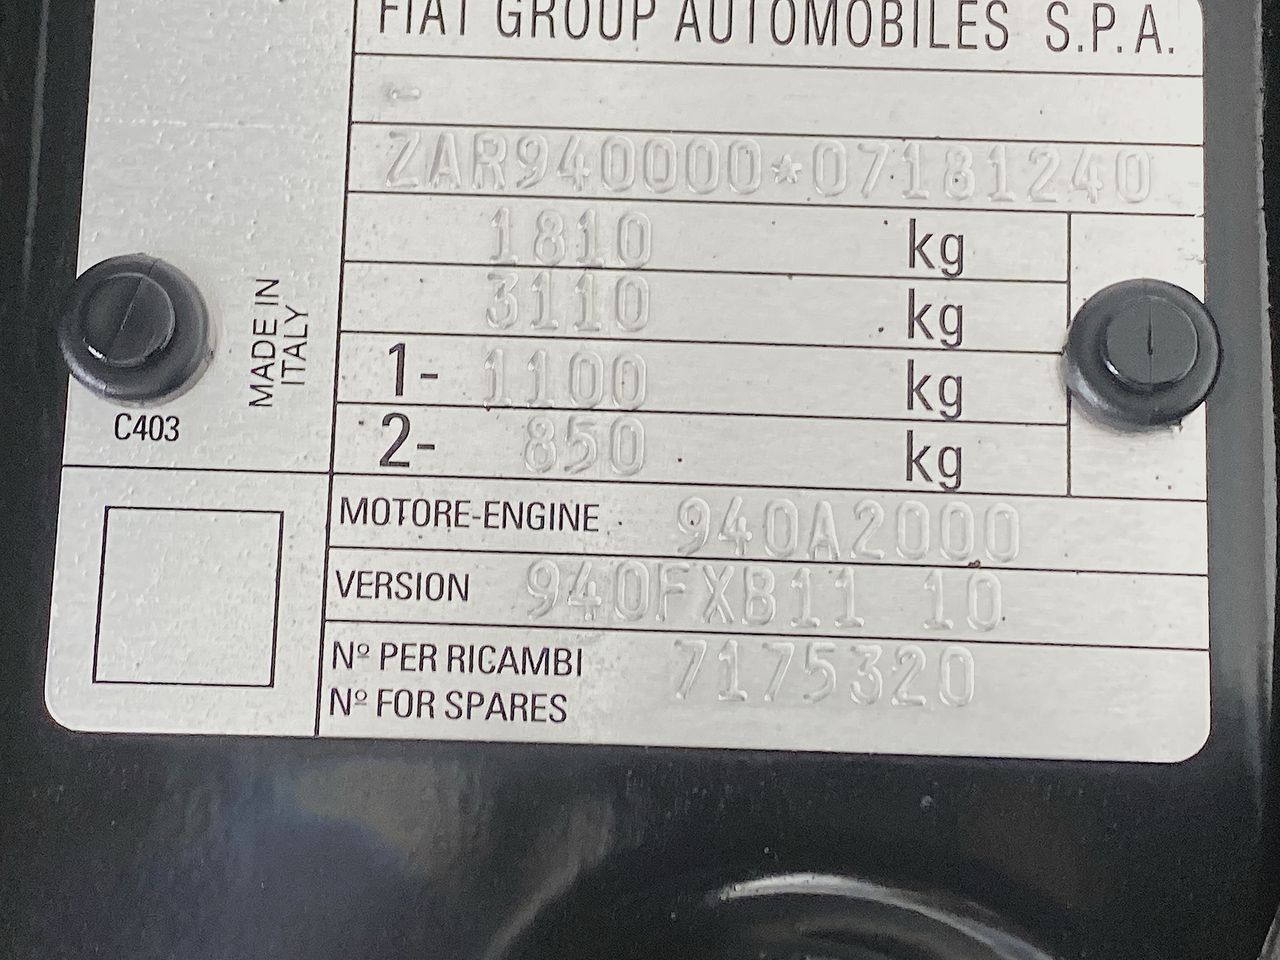 FIAT GROUP AUTOMOBILES S.P.A.
-
ZAR940000*07181240
1810 kg
3110 kg
1- 1100 kg
2- 850 kg
MADE IN
ITALY
C403
MOTORE-ENGINE 940A2000
VERSION 940FXB11 10
Nº PER RICAMBI 7175320
Nº FOR SPARES